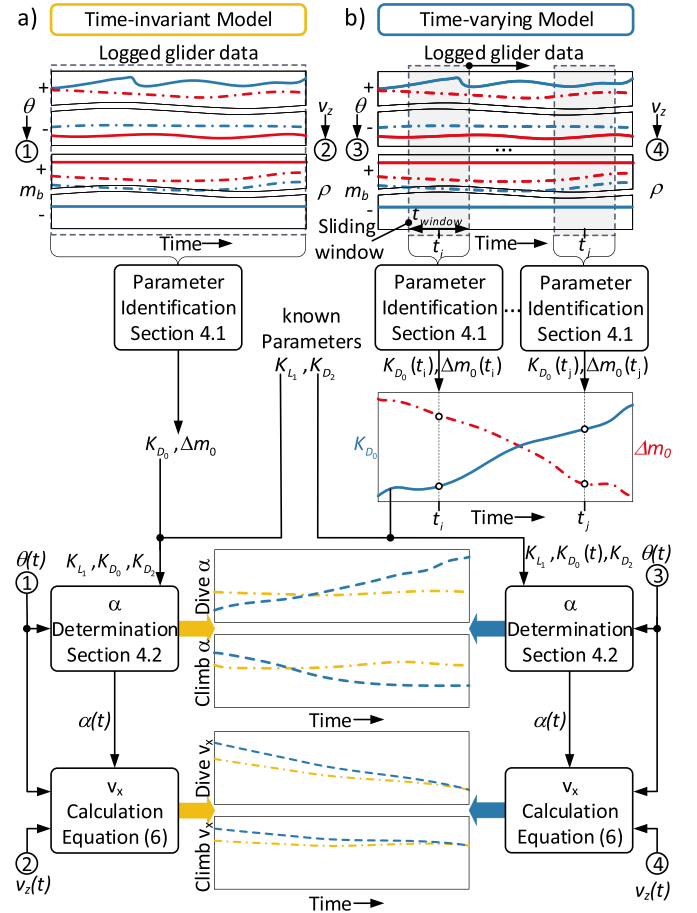 a)
Time-invariant Model
b)
Time-varying Model
Logged glider data
Logged glider data
+
θ
-
1
v_z
2
+
m_b
-
ρ
Time
+
θ
-
3
v_z
4
...
+
m_b
-
ρ
t_window
Sliding
window
t_i
Time
t_j
Parameter
Identification
Section 4.1
known
Parameters
K_L₁ , K_D₂
Parameter
Identification
Section 4.1
...
Parameter
Identification
Section 4.1
K_D₀ (t_i), Δm₀(t_i)
K_D₀ (t_j), Δm₀(t_j)
K_D₀ , Δm₀
K_D₀
Δm₀
t_i
Time
t_j
θ(t)
1
K_L₁ , K_D₀ , K_D₂
K_L₁ , K_D₀ (t), K_D₂
θ(t)
3
α
Determination
Section 4.2
Dive α
Climb α
Time
α
Determination
Section 4.2
α(t)
α(t)
v_x
Calculation
Equation (6)
Dive v_x
Climb v_x
Time
v_x
Calculation
Equation (6)
2
v_z(t)
4
v_z(t)